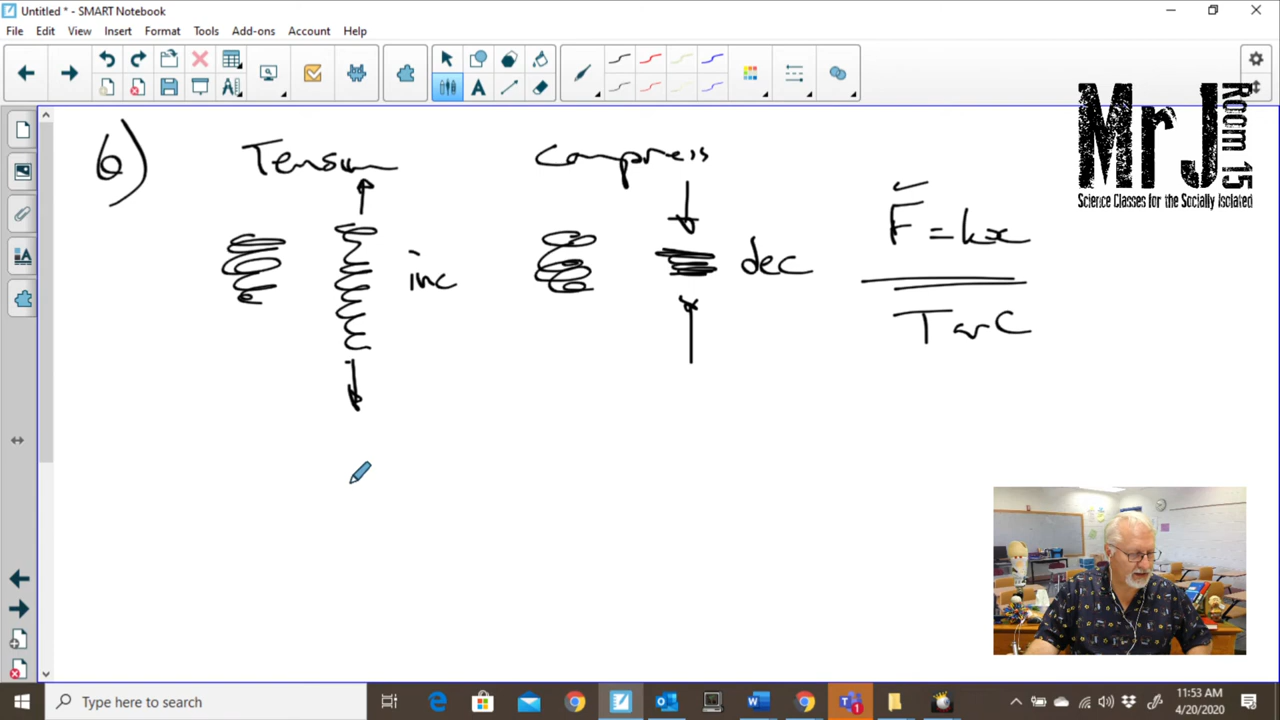 Untitled * - SMART Notebook
File Edit View Insert Format Tools Add-ons Account Help
Mr J
Room 15
Science Classes for the Socially Isolated
6) Tension Compress
F = kx
inc dec
T or C
Type here to search
11:53 AM
4/20/2020